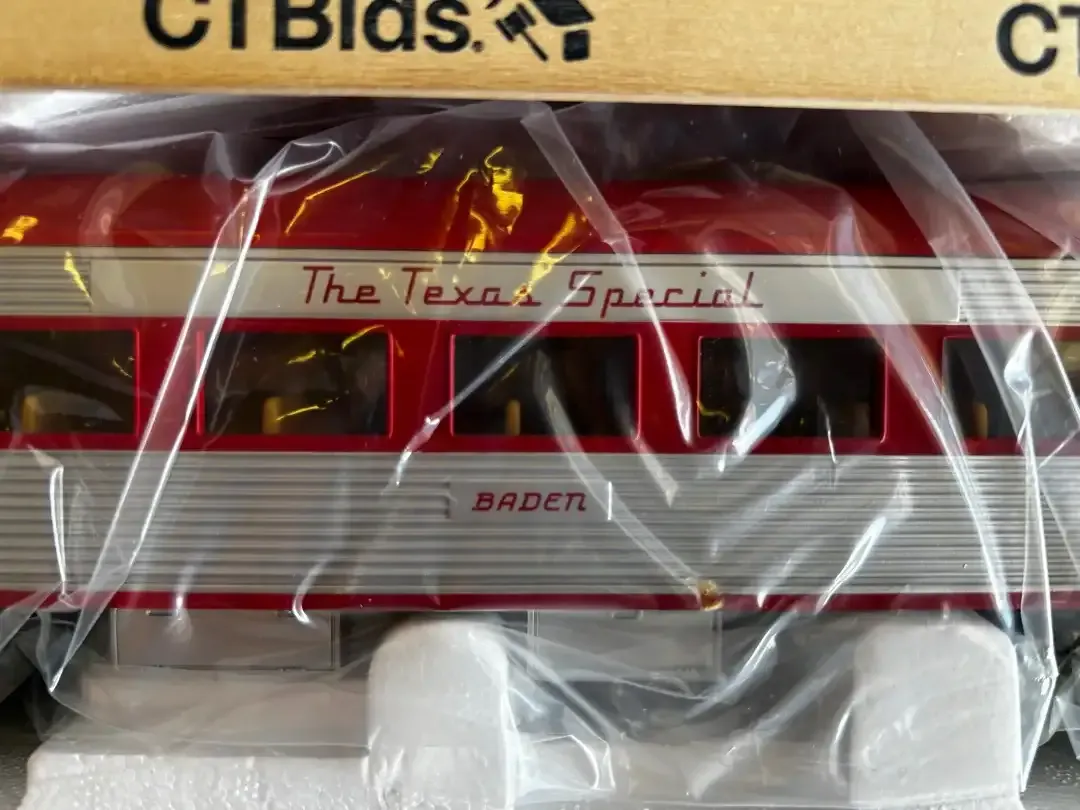 CTBids.
CT
The Texas Special
BADEN